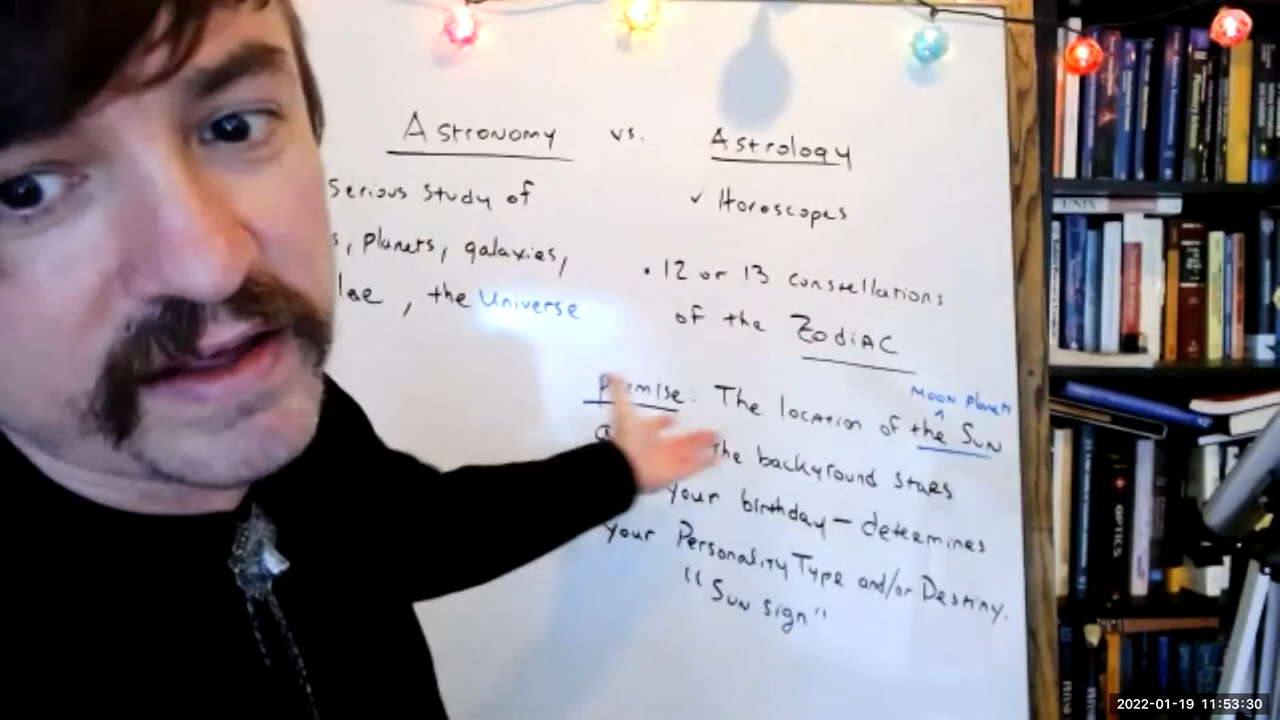 Astronomy vs. Astrology
Serious Study of
s, Planets, galaxies,
, the Universe
✓ Horoscopes
• 12 or 13 constellations
of the ZodiAC
Premise: The location of the Sun
Moon Planets
the background stars
your birthday – determines
your Personality Type and/or Destiny.
"Sun sign"
UNIX
OPTICS
2022-01-19 11:53:30